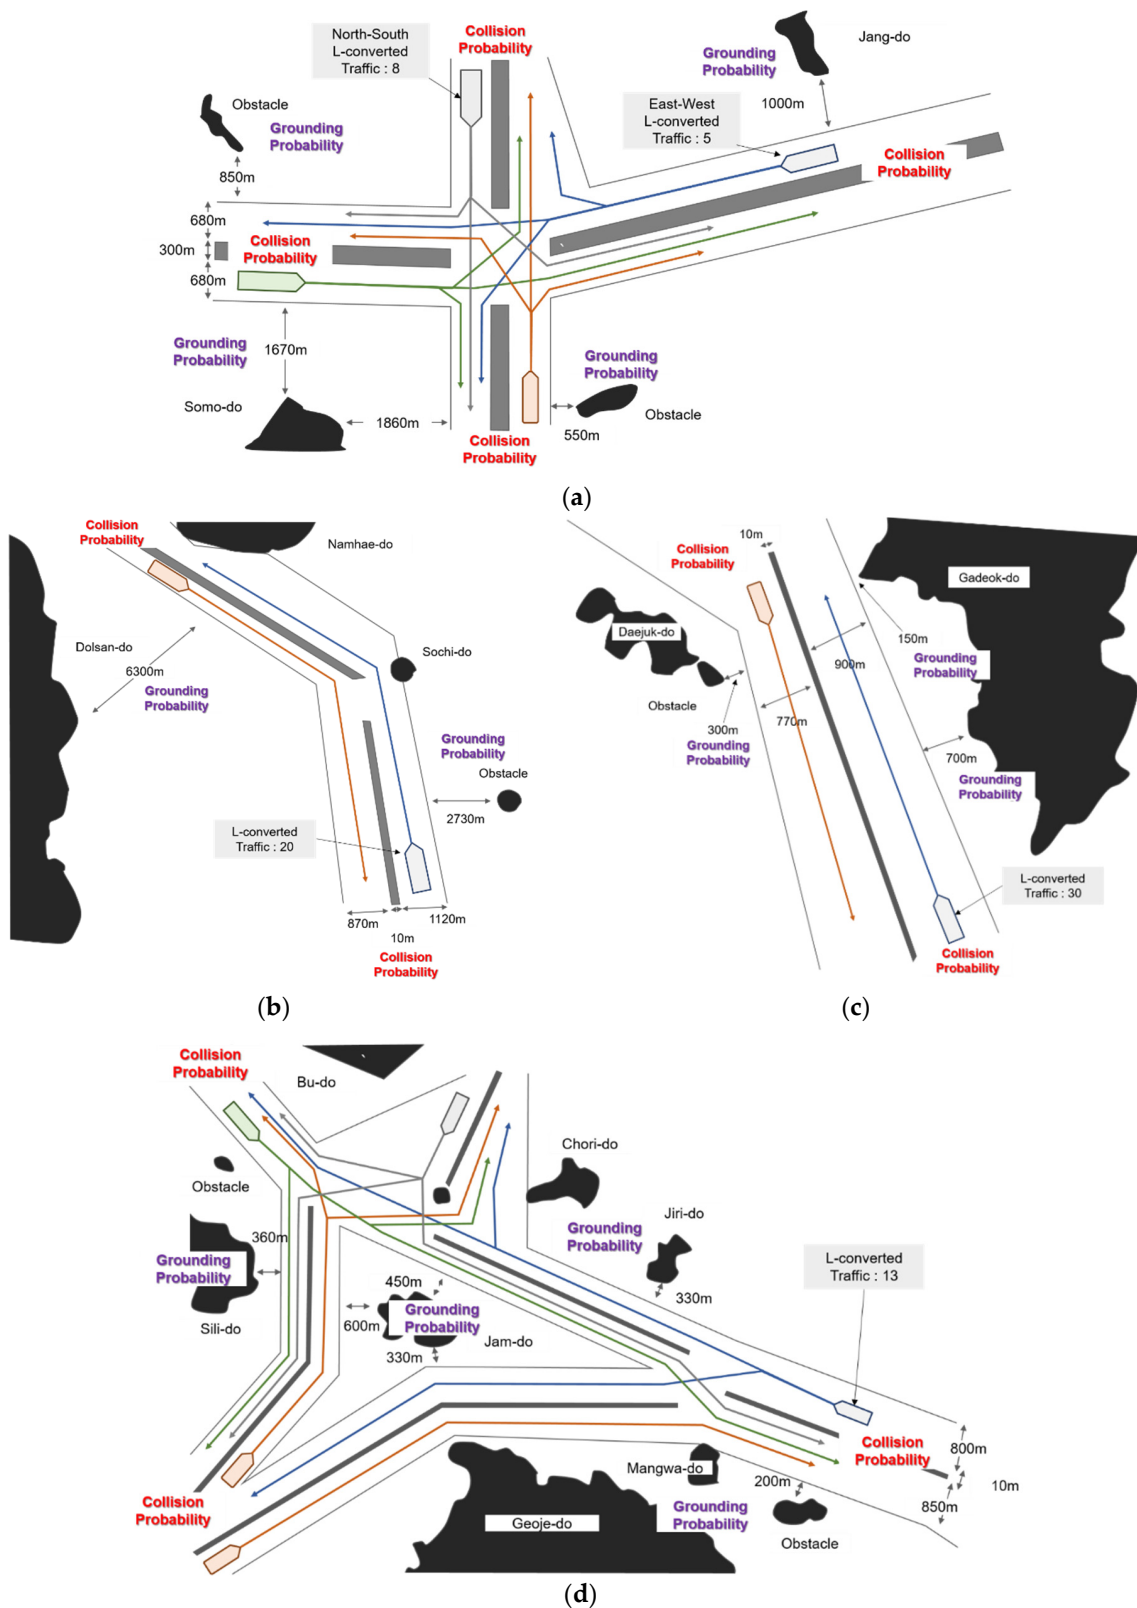 North-South
L-converted
Traffic : 8
Collision
Probability
Jang-do
Grounding
Probability
1000m
East-West
L-converted
Traffic : 5
Obstacle
Grounding
Probability
850m
Collision
Probability
680m
300m
680m
Collision
Probability
Grounding
Probability
1670m
Somo-do
1860m
Grounding
Probability
Obstacle
550m
Collision
Probability
(a)
Collision
Probability
Namhae-do
Dolsan-do
6300m
Grounding
Probability
Sochi-do
Grounding
Probability
Obstacle
2730m
L-converted
Traffic : 20
870m
10m
1120m
Collision
Probability
(b)
10m
Collision
Probability
Gadeok-do
Daejuk-do
150m
900m
Grounding
Probability
Obstacle
300m
770m
Grounding
Probability
700m
Grounding
Probability
L-converted
Traffic : 30
Collision
Probability
(c)
Collision
Probability
Bu-do
Chori-do
Obstacle
Jiri-do
360m
Grounding
Probability
Grounding
Probability
L-converted
Traffic : 13
450m
330m
Sili-do
600m
Grounding
Probability
Jam-do
330m
Collision
Probability
800m
10m
850m
Mangwa-do
200m
Collision
Probability
Grounding
Probability
Geoje-do
Obstacle
(d)